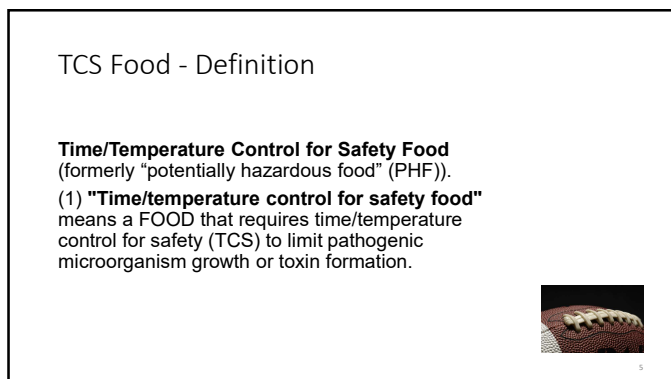 TCS Food - Definition
Time/Temperature Control for Safety Food
(formerly “potentially hazardous food” (PHF)).
(1) "Time/temperature control for safety food"
means a FOOD that requires time/temperature
control for safety (TCS) to limit pathogenic
microorganism growth or toxin formation.
5